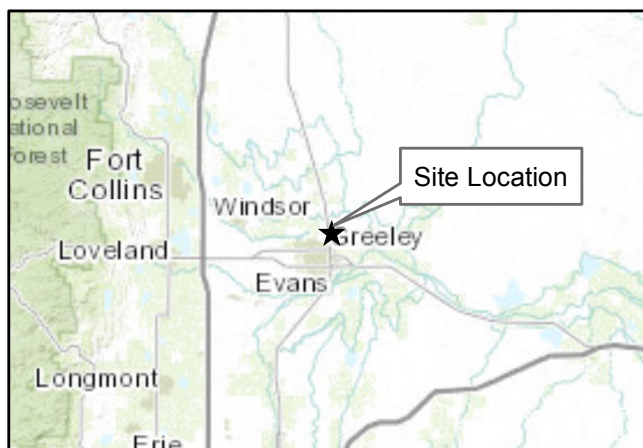 osevelt
ational
orest
Fort
Collins
Site Location
Windsor
Greeley
Loveland
Evans
Longmont
Erie